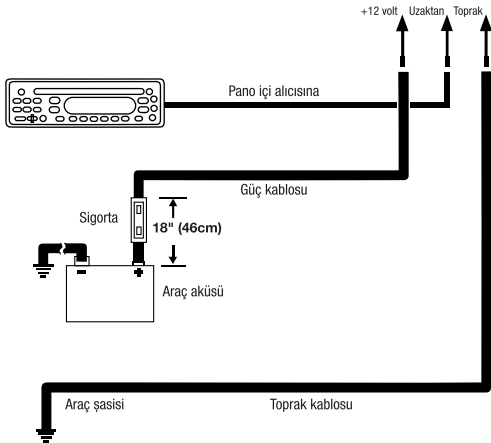 +12 volt Uzaktan Toprak
Pano içi alıcısına
Güç kablosu
Sigorta
18" (46cm)
Araç aküsü
Araç şasisi
Toprak kablosu